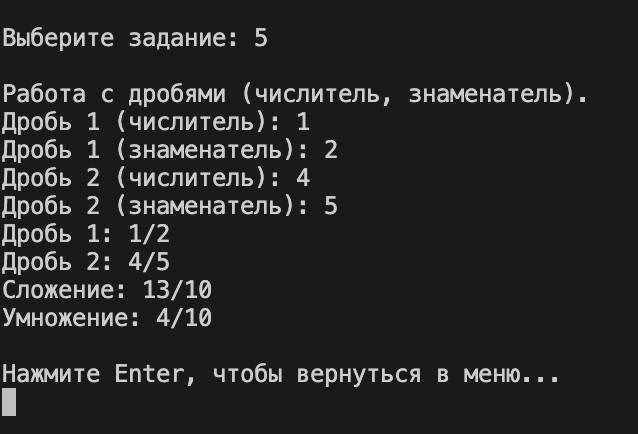 Выберите задание: 5
Работа с дробями (числитель, знаменатель).
Дробь 1 (числитель): 1
Дробь 1 (знаменатель): 2
Дробь 2 (числитель): 4
Дробь 2 (знаменатель): 5
Дробь 1: 1/2
Дробь 2: 4/5
Сложение: 13/10
Умножение: 4/10
Нажмите Enter, чтобы вернуться в меню...